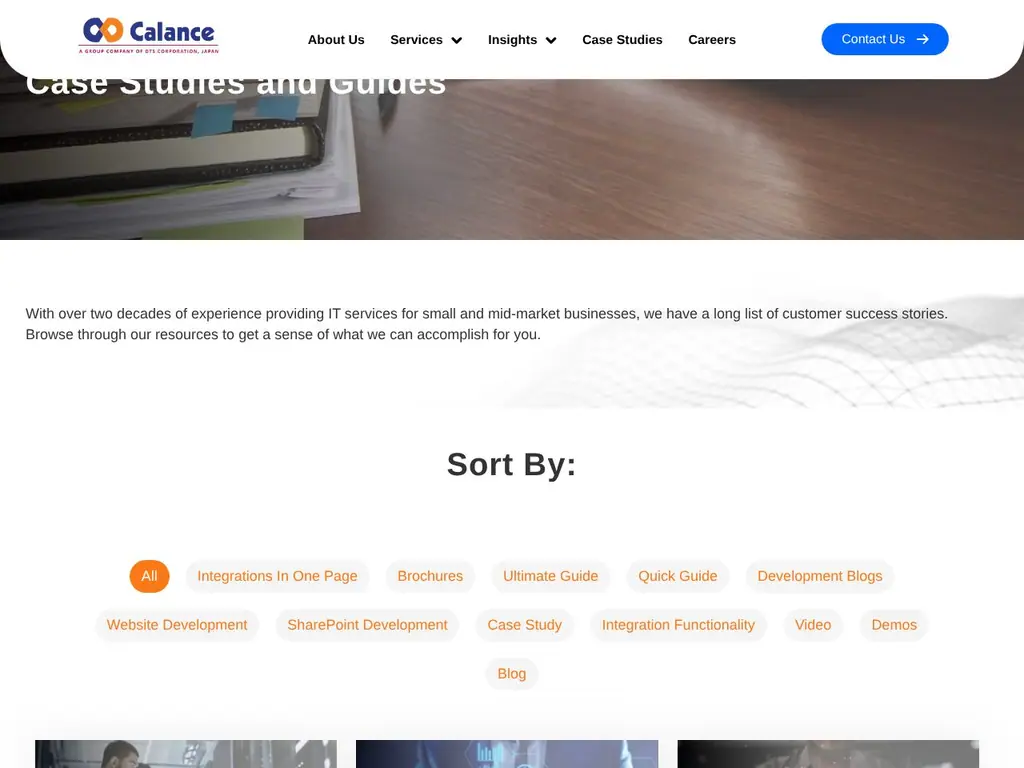 Calance
A GROUP COMPANY OF DTS CORPORATION, JAPAN
About Us
Services
Insights
Case Studies
Careers
Contact Us
Case Studies and Guides
With over two decades of experience providing IT services for small and mid-market businesses, we have a long list of customer success stories.
Browse through our resources to get a sense of what we can accomplish for you.
Sort By:
All
Integrations In One Page
Brochures
Ultimate Guide
Quick Guide
Development Blogs
Website Development
SharePoint Development
Case Study
Integration Functionality
Video
Demos
Blog